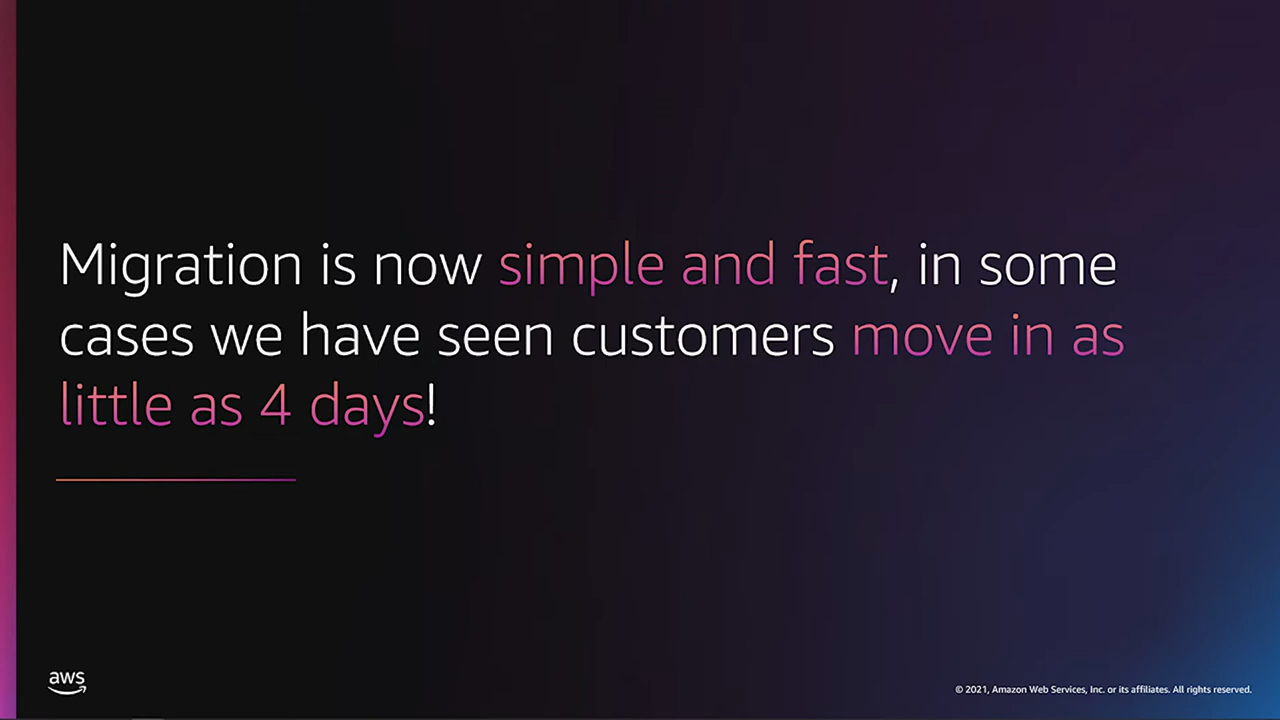 Migration is now simple and fast, in some
cases we have seen customers move in as
little as 4 days!
aws
© 2021, Amazon Web Services, Inc. or its affiliates. All rights reserved.